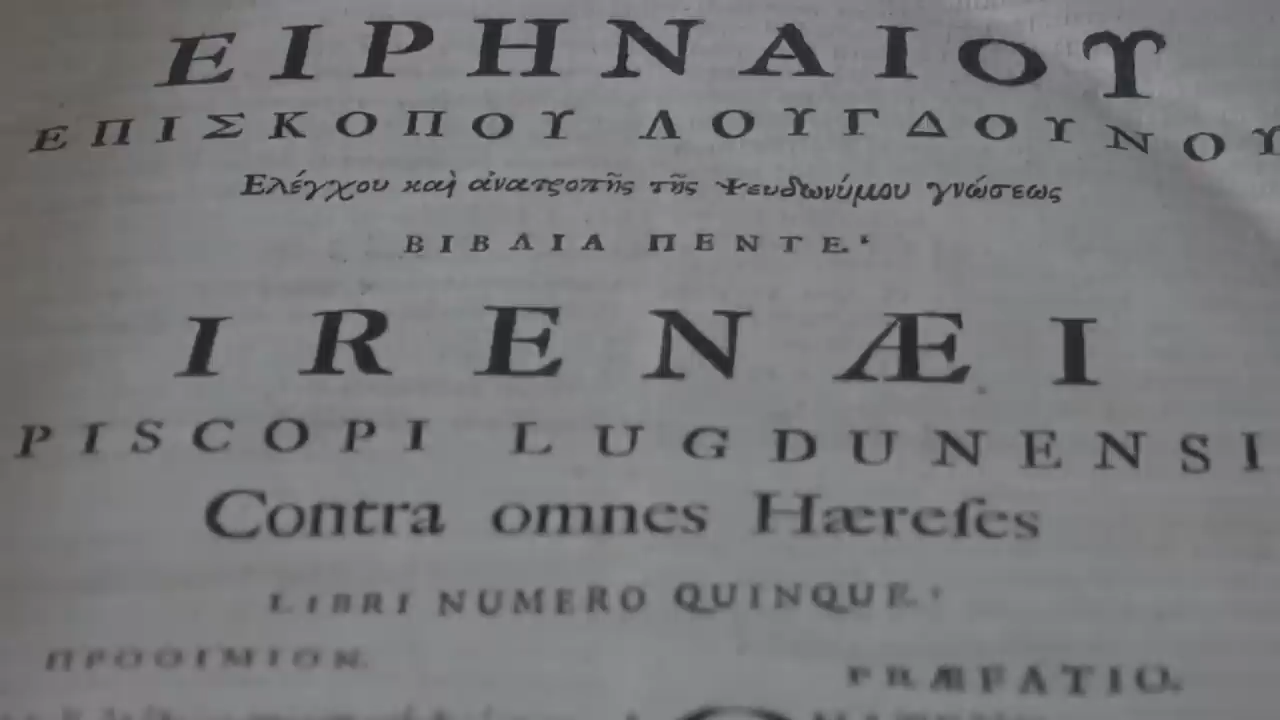 ΕΙΡΗΝΑΙΟΥ
ΕΠΙΣΚΟΠΟΥ ΛΟΥΓΔΟΥΝΟΥ
Ελέγχου καὶ ἀνατροπῆς τῆς Ψευδωνύμου γνώσεως
ΒΙΒΛΙΑ ΠΕΝΤΕ.
IRENÆI
PISCOPI LUGDUNENSI
Contra omnes Hæreſes
LIBRI NUMERO QUINQUE.
ΠΡΟΟΙΜΙΟΝ.
PRÆFATIO.